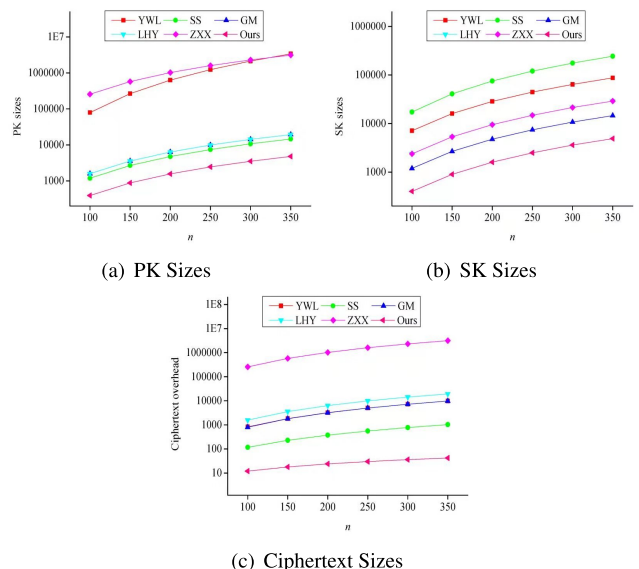 YWL SS GM
LHY ZXX Ours
1E7
1000000
100000
10000
1000
PK sizes
100 150 200 250 300 350
n
(a) PK Sizes
YWL SS GM
LHY ZXX Ours
1000000
100000
10000
1000
SK sizes
100 150 200 250 300 350
n
(b) SK Sizes
YWL SS GM
LHY ZXX Ours
1E8
1E7
1000000
100000
10000
1000
100
10
Ciphertext overhead
100 150 200 250 300 350
n
(c) Ciphertext Sizes